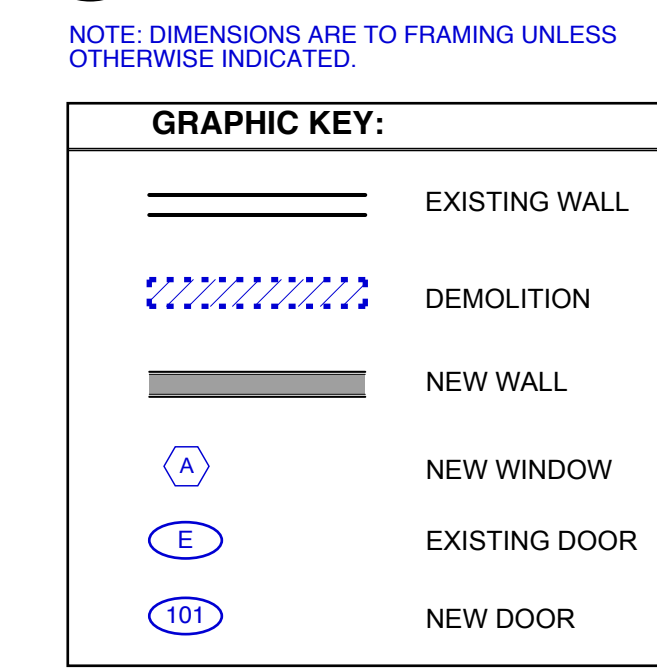 NOTE: DIMENSIONS ARE TO FRAMING UNLESS
OTHERWISE INDICATED.
GRAPHIC KEY:
EXISTING WALL
DEMOLITION
NEW WALL
A NEW WINDOW
E EXISTING DOOR
101 NEW DOOR